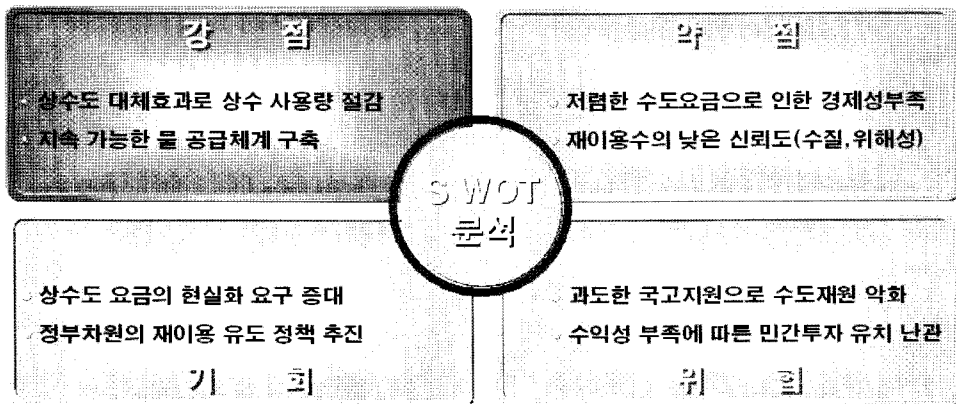 강 점
상수도 대체효과로 상수 사용량 절감
지속 가능한 물 공급체계 구축
약 점
저렴한 수도요금으로 인한 경제성부족
재이용수의 낮은 신뢰도(수질,위해성)
SWOT
분석
상수도 요금의 현실화 요구 증대
정부차원의 재이용 유도 정책 추진
기 회
과도한 국고지원으로 수도재원 악화
수익성 부족에 따른 민간투자 유치 난관
위 협